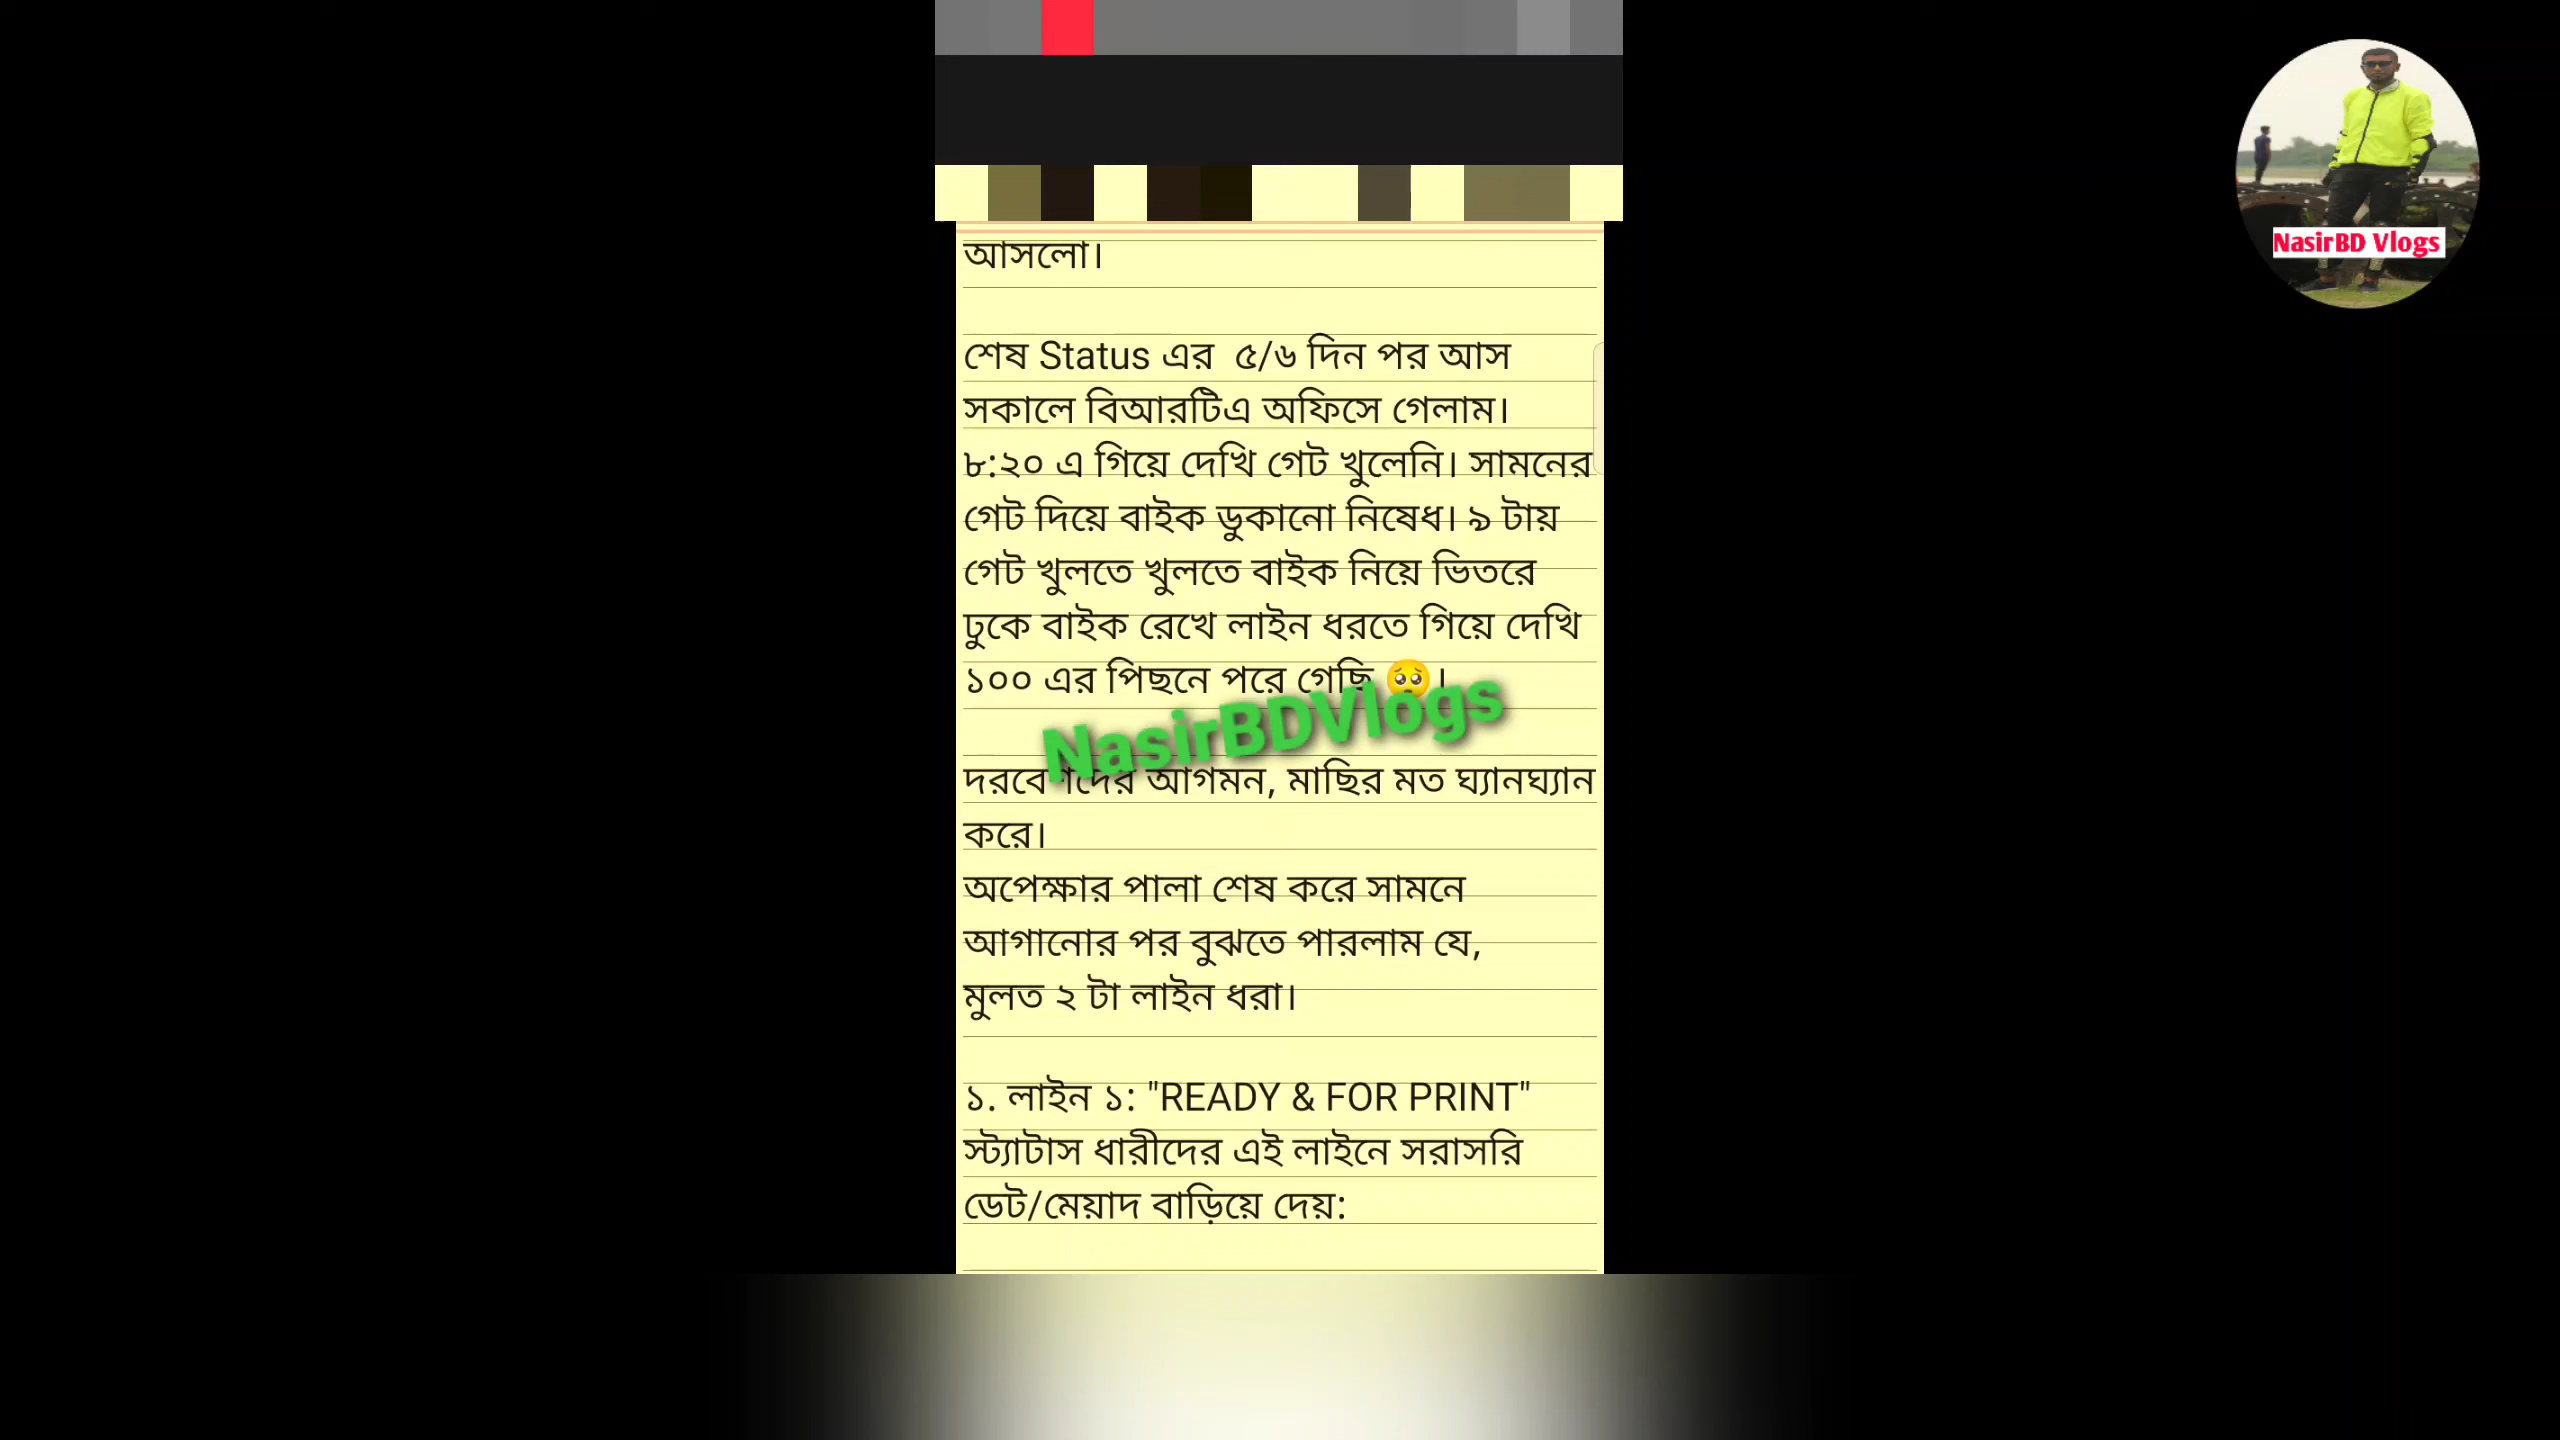 আসলো।
শেষ Status এর ৫/৬ দিন পর আস
সকালে বিআরটিএ অফিসে গেলাম।
৮:২০ এ গিয়ে দেখি গেট খুলেনি। সামনের
গেট দিয়ে বাইক ডুকানো নিষেধ। ৯ টায়
গেট খুলতে খুলতে বাইক নিয়ে ভিতরে
ঢুকে বাইক রেখে লাইন ধরতে গিয়ে দেখি
১০০ এর পিছনে পরে গেছি 🥺।
NasirBDVlogs
আগমন, মাছির মত ঘ্যানঘ্যান
করে।
অপেক্ষার পালা শেষ করে সামনে
আগানোর পর বুঝতে পারলাম যে,
মুলত ২ টা লাইন ধরা।
১. লাইন ১: "READY & FOR PRINT"
স্ট্যাটাস ধারীদের এই লাইনে সরাসরি
ডেট/মেয়াদ বাড়িয়ে দেয়:
NasirBD Vlogs